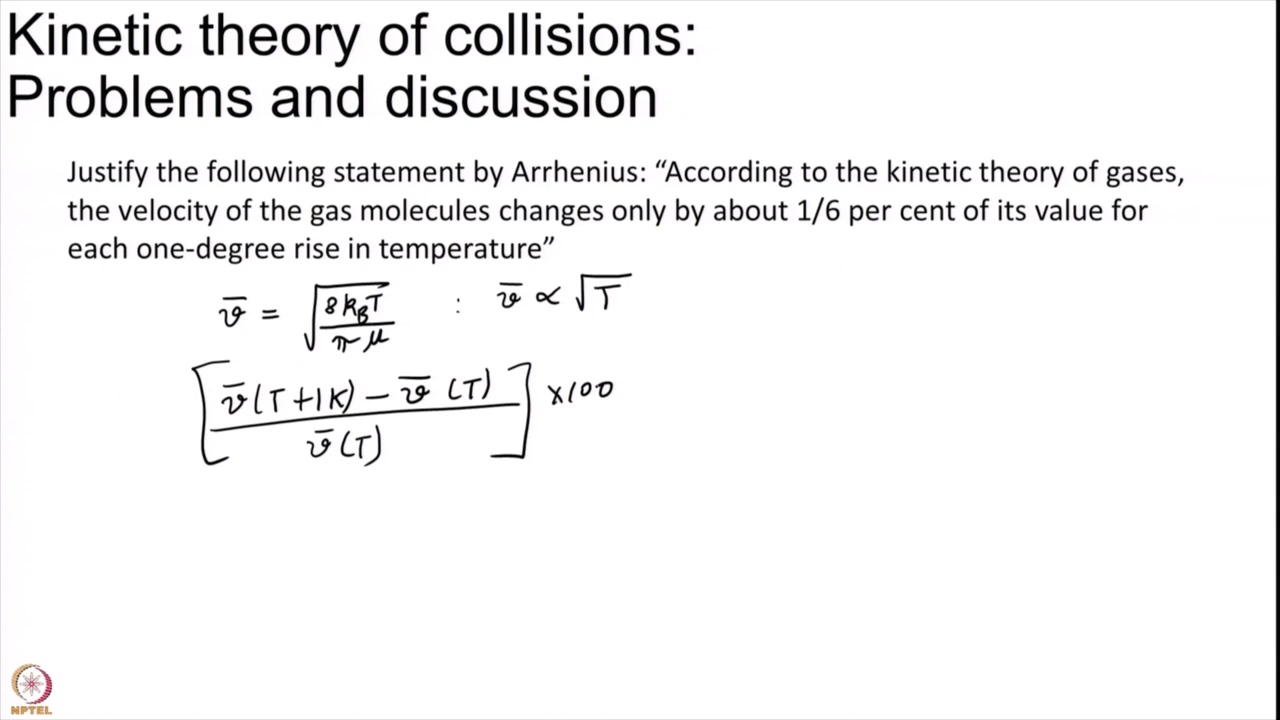 Kinetic theory of collisions:
Problems and discussion
Justify the following statement by Arrhenius: “According to the kinetic theory of gases,
the velocity of the gas molecules changes only by about 1/6 per cent of its value for
each one-degree rise in temperature”
v̅ = √(8k_BT/πμ) : v̅ ∝ √T
[(v̅(T+1K) − v̅(T))/v̅(T)] ×100
NPTEL